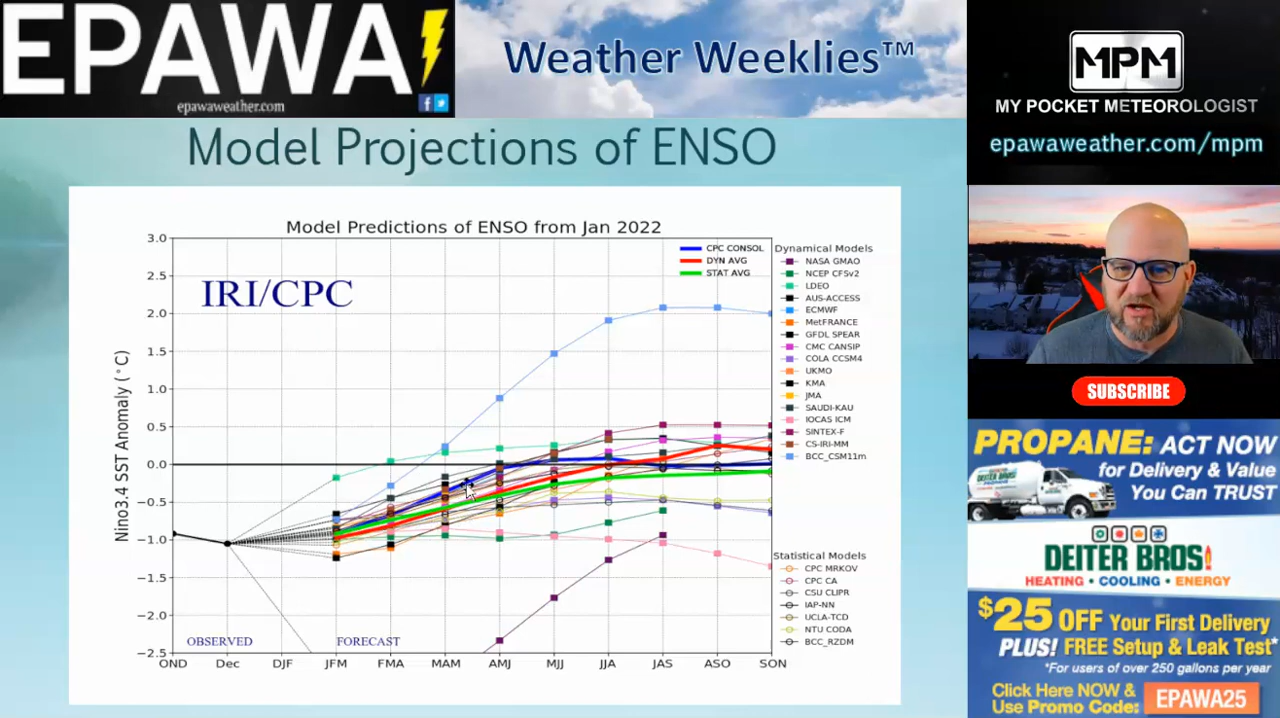 EPAWA
epawaweather.com
Weather Weeklies™
MPM
MY POCKET METEOROLOGIST
epawaweather.com/mpm
Model Projections of ENSO
Model Predictions of ENSO from Jan 2022
IRI/CPC
Nino3.4 SST Anomaly (°C)
3.0
2.5
2.0
1.5
1.0
0.5
0.0
−0.5
−1.0
−1.5
−2.0
−2.5
OBSERVED
FORECAST
OND Dec DJF JFM FMA MAM AMJ MJJ JJA JAS ASO SON
CPC CONSOL
DYN AVG
STAT AVG
Dynamical Models
NASA GMAO
NCEP CFSv2
LDEO
AUS-ACCESS
ECMWF
MetFRANCE
GFDL SPEAR
CMC CANSIP
COLA CCSM4
UKMO
KMA
JMA
SAUDI-KAU
IOCAS ICM
SINTEX-F
CS-IRI-MM
BCC_CSM11m
Statistical Models
CPC MRKOV
CPC CA
CSU CLIPR
IAP-NN
UCLA-TCD
NTU CODA
BCC_RZDM
SUBSCRIBE
PROPANE: ACT NOW
for Delivery & Value
You Can TRUST
DEITER BROS!
HEATING • COOLING • ENERGY
$25 OFF Your First Delivery
PLUS! FREE Setup & Leak Test*
*For users of over 250 gallons per year
Click Here NOW &
Use Promo Code: EPAWA25